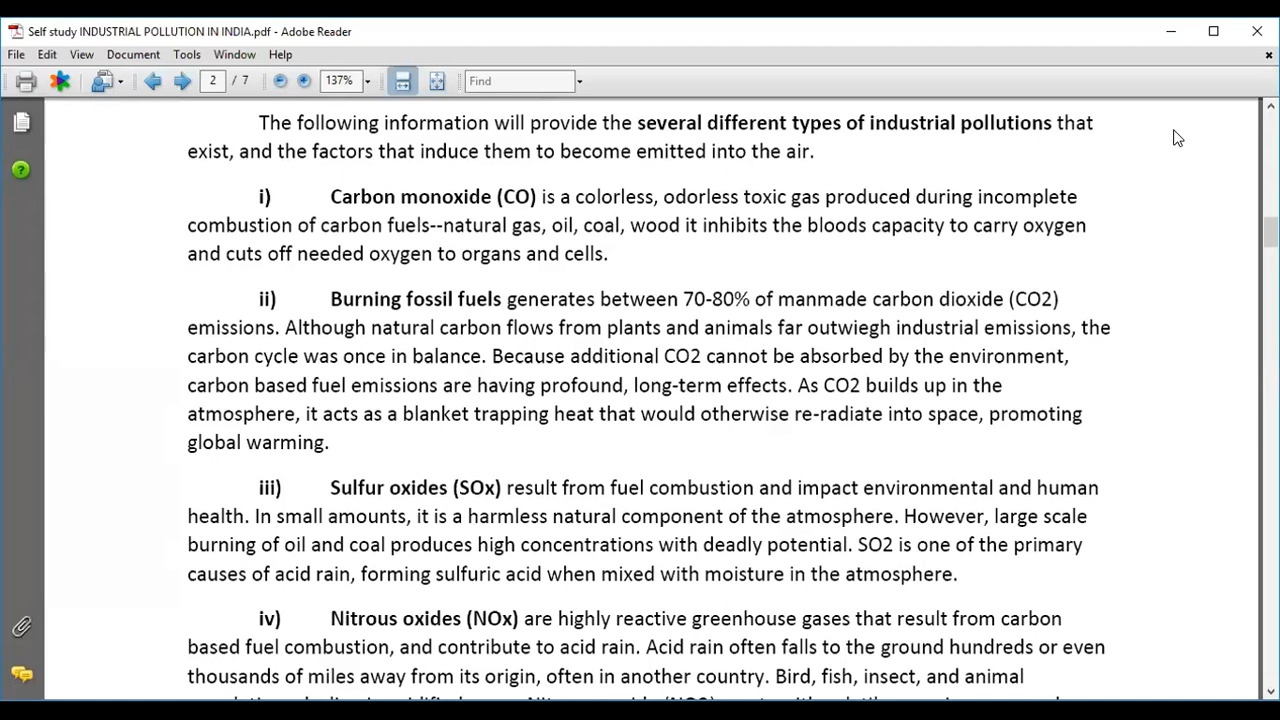 Self study INDUSTRIAL POLLUTION IN INDIA.pdf - Adobe Reader
File Edit View Document Tools Window Help
2 / 7 137% Find
The following information will provide the several different types of industrial pollutions that
exist, and the factors that induce them to become emitted into the air.
i) Carbon monoxide (CO) is a colorless, odorless toxic gas produced during incomplete
combustion of carbon fuels--natural gas, oil, coal, wood it inhibits the bloods capacity to carry oxygen
and cuts off needed oxygen to organs and cells.
ii) Burning fossil fuels generates between 70-80% of manmade carbon dioxide (CO2)
emissions. Although natural carbon flows from plants and animals far outwiegh industrial emissions, the
carbon cycle was once in balance. Because additional CO2 cannot be absorbed by the environment,
carbon based fuel emissions are having profound, long-term effects. As CO2 builds up in the
atmosphere, it acts as a blanket trapping heat that would otherwise re-radiate into space, promoting
global warming.
iii) Sulfur oxides (SOx) result from fuel combustion and impact environmental and human
health. In small amounts, it is a harmless natural component of the atmosphere. However, large scale
burning of oil and coal produces high concentrations with deadly potential. SO2 is one of the primary
causes of acid rain, forming sulfuric acid when mixed with moisture in the atmosphere.
iv) Nitrous oxides (NOx) are highly reactive greenhouse gases that result from carbon
based fuel combustion, and contribute to acid rain. Acid rain often falls to the ground hundreds or even
thousands of miles away from its origin, often in another country. Bird, fish, insect, and animal